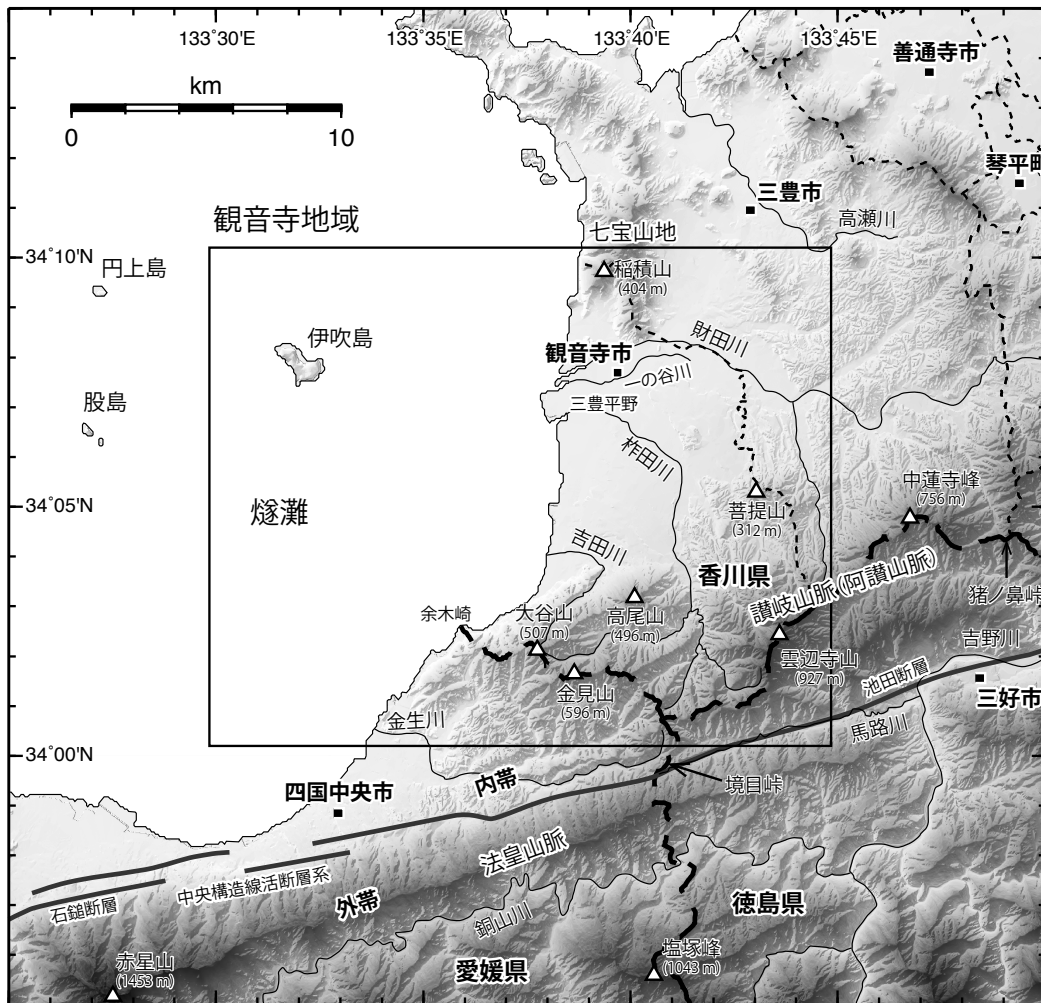 133˚30'E
133˚35'E
133˚40'E
133˚45'E
善通寺市
km
0
10
琴平町
三豊市
高瀬川
観音寺地域
七宝山地
34˚10'N
円上島
稲積山
(404 m)
伊吹島
財田川
観音寺市
一の谷川
股島
三豊平野
柞田川
34˚05'N
燧灘
中蓮寺峰
(756 m)
菩提山
(312 m)
吉田川
香川県
讃岐山脈(阿讃山脈)
猪ノ鼻峠
余木崎
大谷山
(507 m)
高尾山
(496 m)
吉野川
雲辺寺山
(927 m)
池田断層
金見山
(596 m)
三好市
金生川
馬路川
34˚00'N
内帯
境目峠
四国中央市
法皇山脈
中央構造線活断層系
石鎚断層
外帯
銅山川
徳島県
赤星山
(1453 m)
愛媛県
塩塚峰
(1043 m)